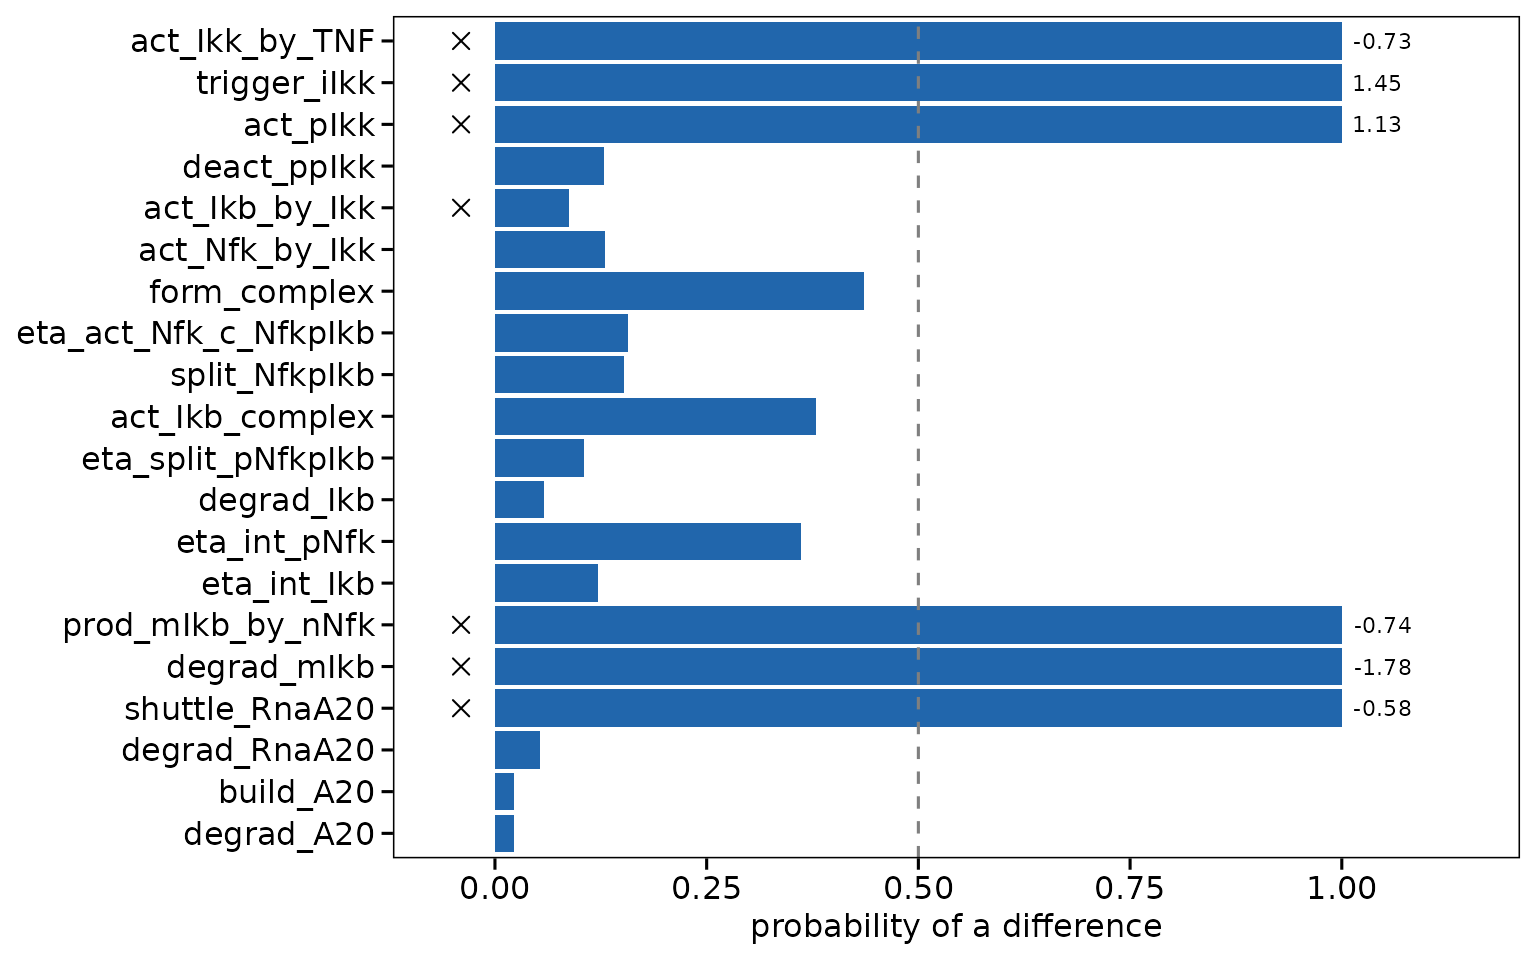 act_Ikk_by_TNF
-0.73
trigger_iIkk
1.45
act_pIkk
1.13
deact_ppIkk
act_Ikb_by_Ikk
act_Nfk_by_Ikk
form_complex
eta_act_Nfk_c_NfkpIkb
split_NfkpIkb
act_Ikb_complex
eta_split_pNfkpIkb
degrad_Ikb
eta_int_pNfk
eta_int_Ikb
prod_mIkb_by_nNfk
-0.74
degrad_mIkb
-1.78
shuttle_RnaA20
-0.58
degrad_RnaA20
build_A20
degrad_A20
0.00 0.25 0.50 0.75 1.00
probability of a difference